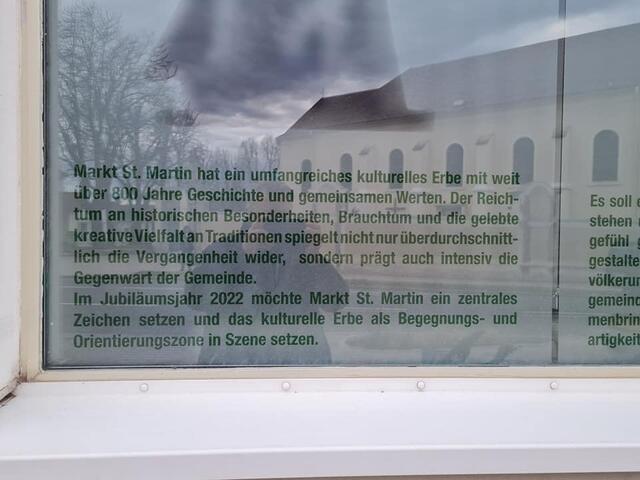 Markt St. Martin hat ein umfangreiches kulturelles Erbe mit weit
über 800 Jahre Geschichte und gemeinsamen Werten. Der Reich-
tum an historischen Besonderheiten, Brauchtum und die gelebte
kreative Vielfalt an Traditionen spiegelt nicht nur überdurchschnitt-
lich die Vergangenheit wider, sondern prägt auch intensiv die
Gegenwart der Gemeinde.
Im Jubiläumsjahr 2022 möchte Markt St. Martin ein zentrales
Zeichen setzen und das kulturelle Erbe als Begegnungs- und
Orientierungszone in Szene setzen.
Es soll
stehen
gefühl
gestalte
völkerun
gemein
menbrin
artigkeit